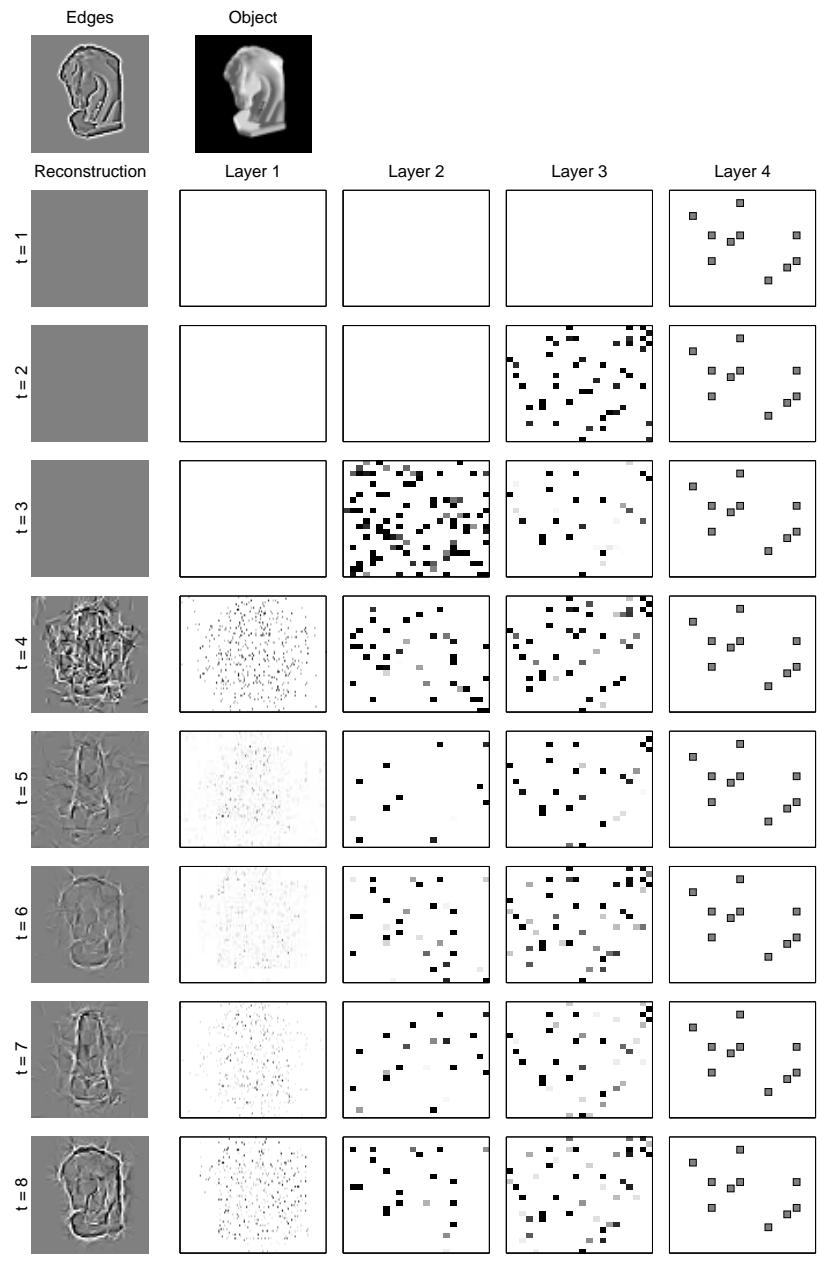 Edges Object
Reconstruction Layer 1 Layer 2 Layer 3 Layer 4
t = 1
t = 2
t = 3
t = 4
t = 5
t = 6
t = 7
t = 8